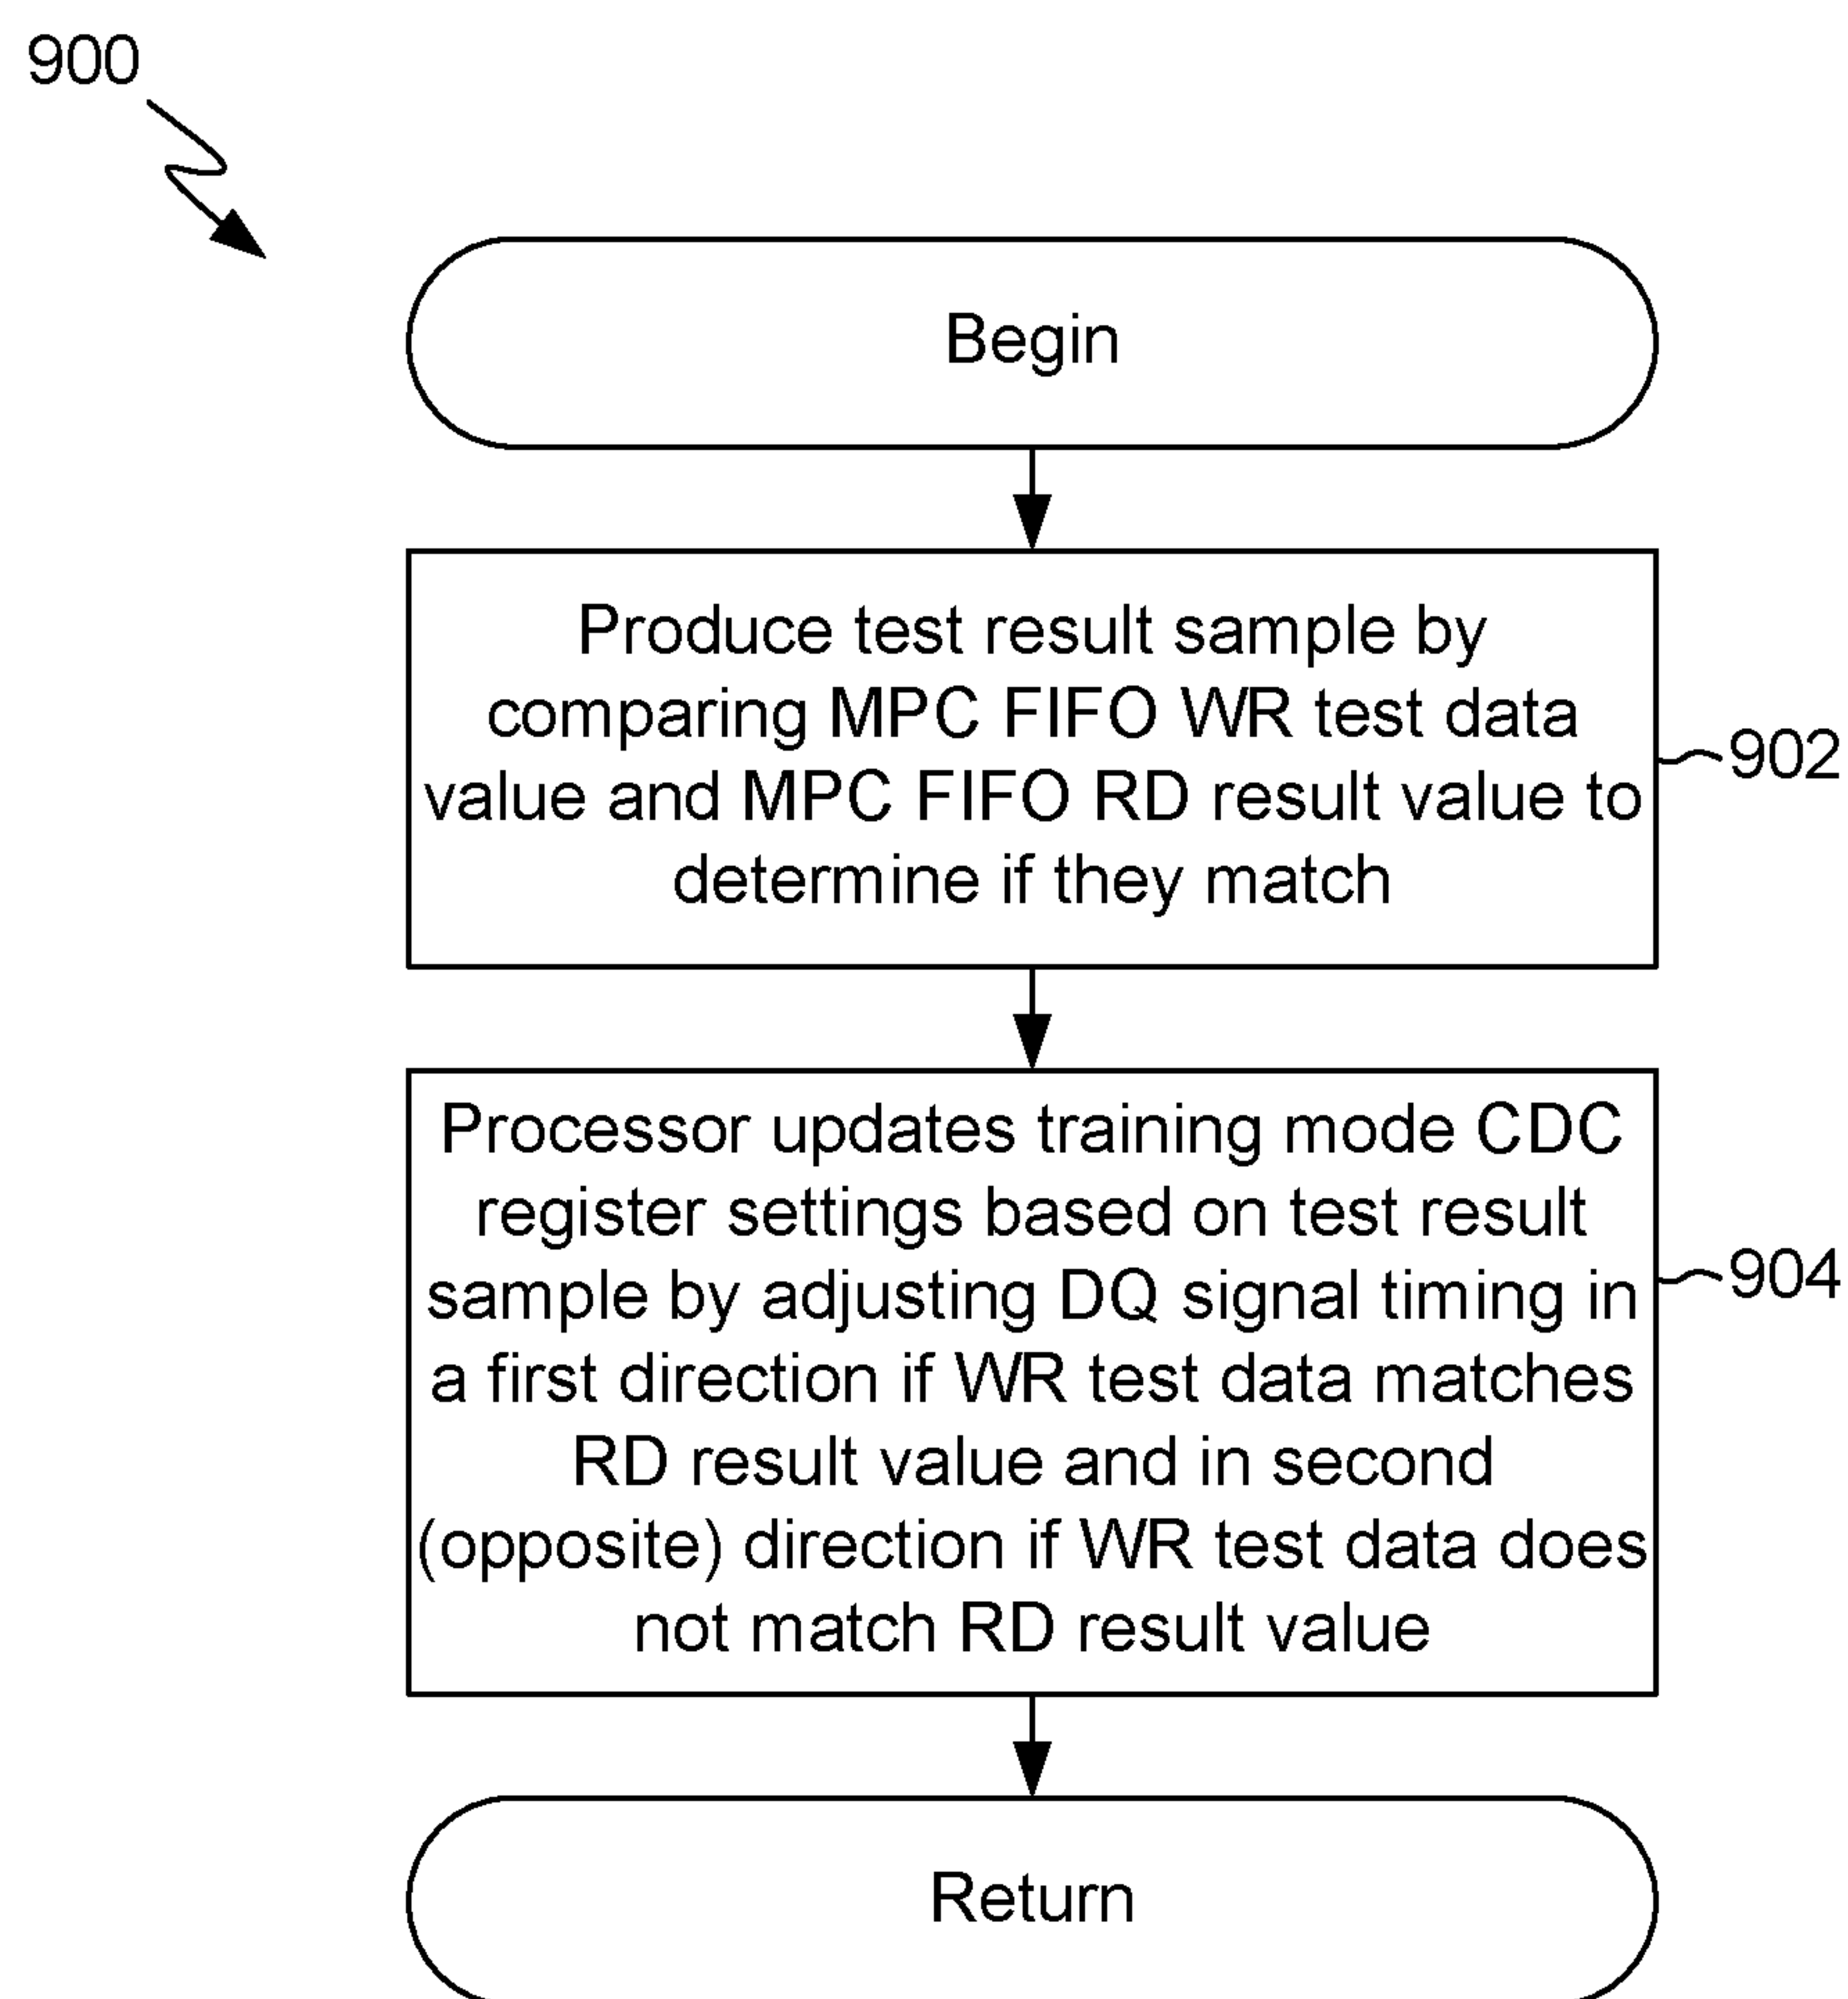 900
Begin
Produce test result sample by
comparing MPC FIFO WR test data
value and MPC FIFO RD result value to
determine if they match
902
Processor updates training mode CDC
register settings based on test result
sample by adjusting DQ signal timing in
a first direction if WR test data matches
RD result value and in second
(opposite) direction if WR test data does
not match RD result value
904
Return